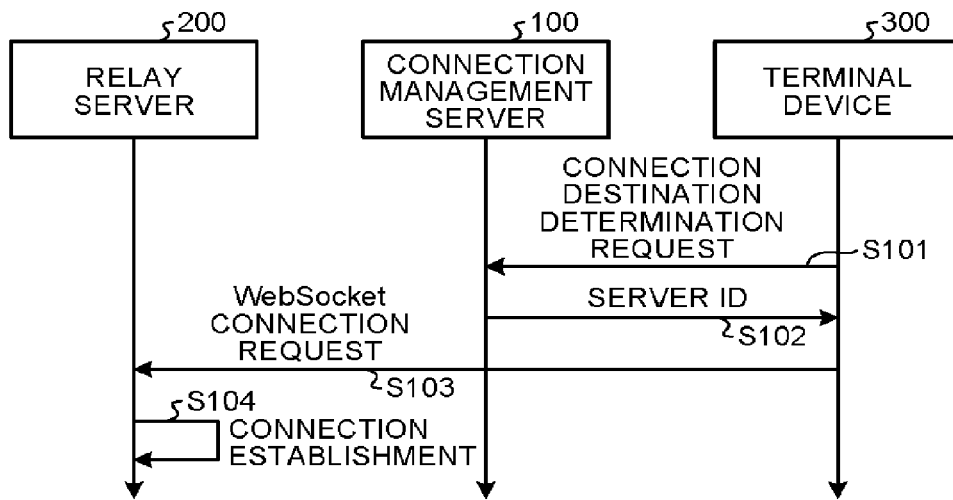 200
100
300
RELAY
SERVER
CONNECTION
MANAGEMENT
SERVER
TERMINAL
DEVICE
CONNECTION
DESTINATION
DETERMINATION
REQUEST
S101
SERVER ID
S102
WebSocket
CONNECTION
REQUEST
S103
S104
CONNECTION
ESTABLISHMENT